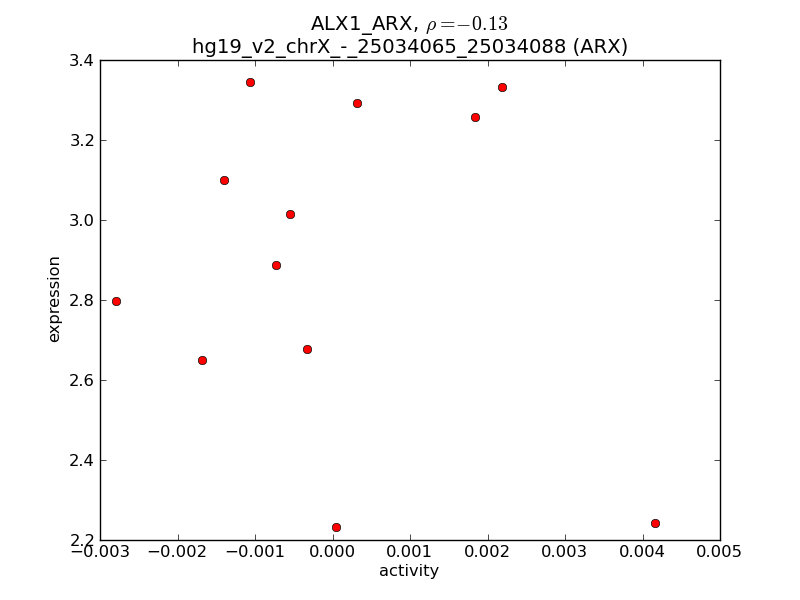 ALX1_ARX, ρ=−0.13
hg19_v2_chrX_-_25034065_25034088 (ARX)
3.4
3.2
3.0
2.8
2.6
2.4
2.2
expression
−0.003 −0.002 −0.001 0.000 0.001 0.002 0.003 0.004 0.005
activity